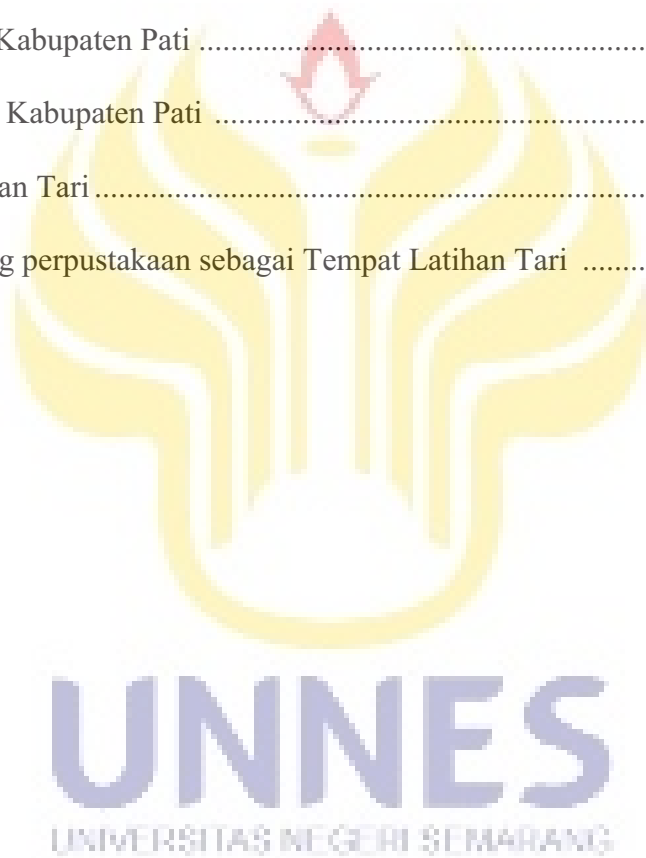 Kabupaten Pati ........................................................
Kabupaten Pati ......................................................
an Tari.....................................................................
g perpustakaan sebagai Tempat Latihan Tari ........
UNNES
UNIVERSITAS NEGERI SEMARANG